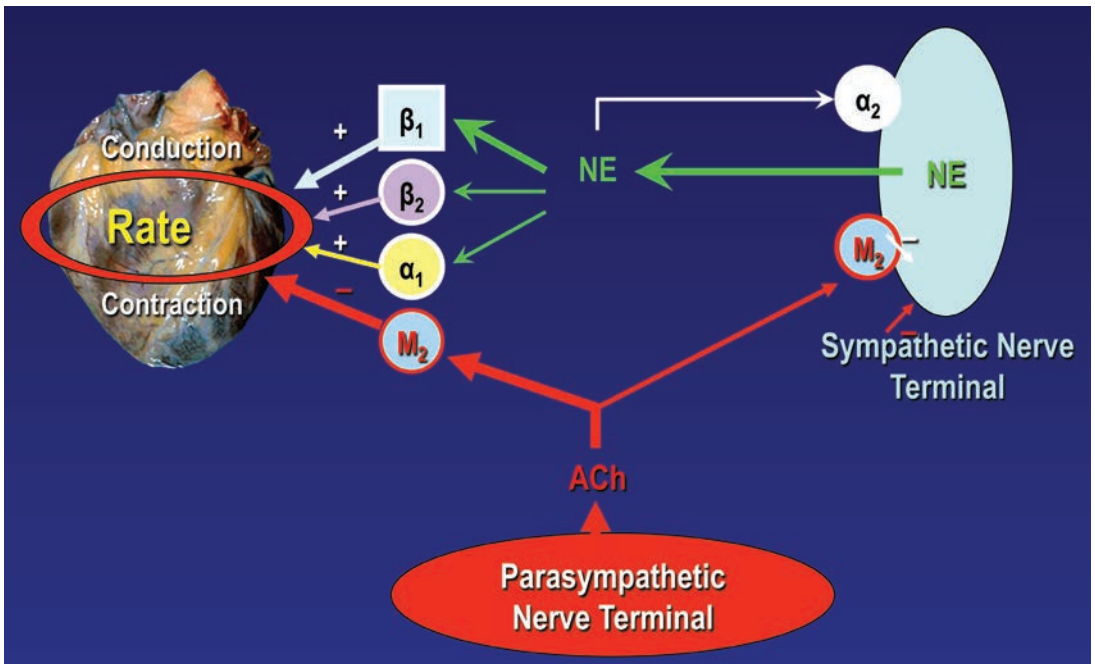 Conduction
Rate
Contraction
+
β1
+
β2
+
α1
–
M2
NE
α2
NE
M2
–
–
Sympathetic Nerve
Terminal
ACh
Parasympathetic
Nerve Terminal